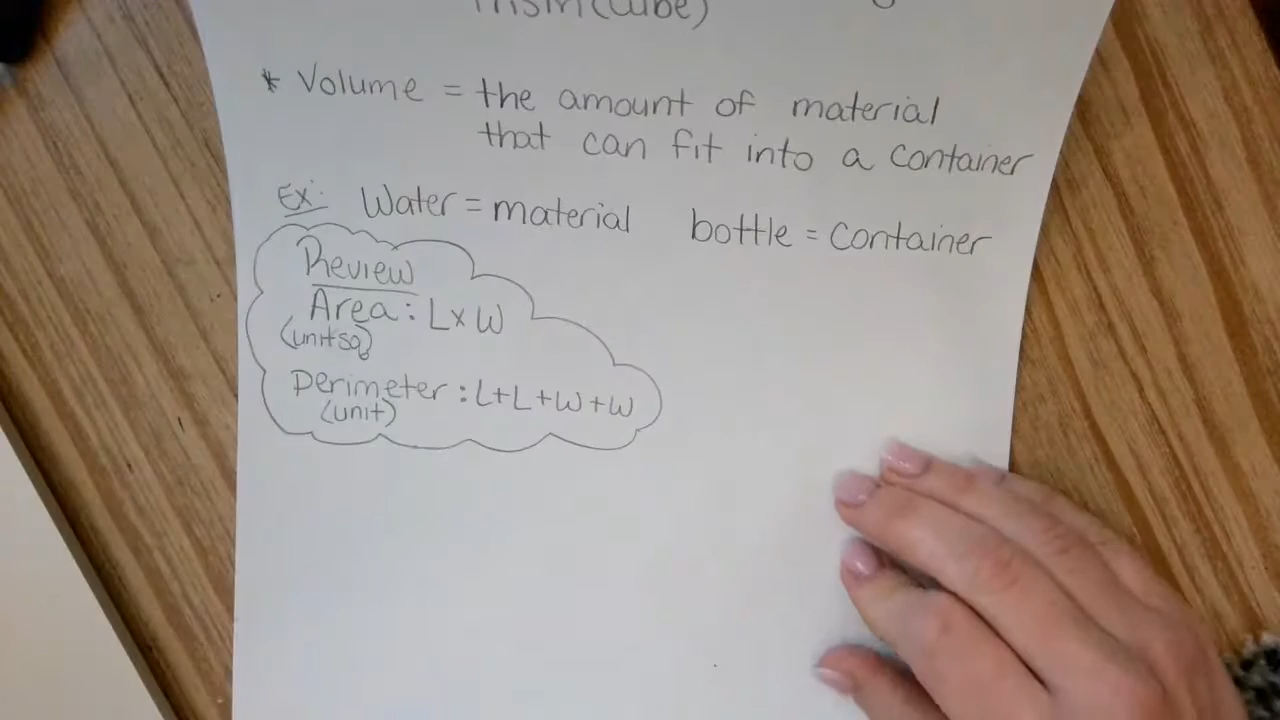 (Cube)
* Volume = the amount of material
that can fit into a container
Ex: Water = material bottle = container
Review
Area: L x W
(unit sq)
Perimeter: L+L+W+W
(unit)